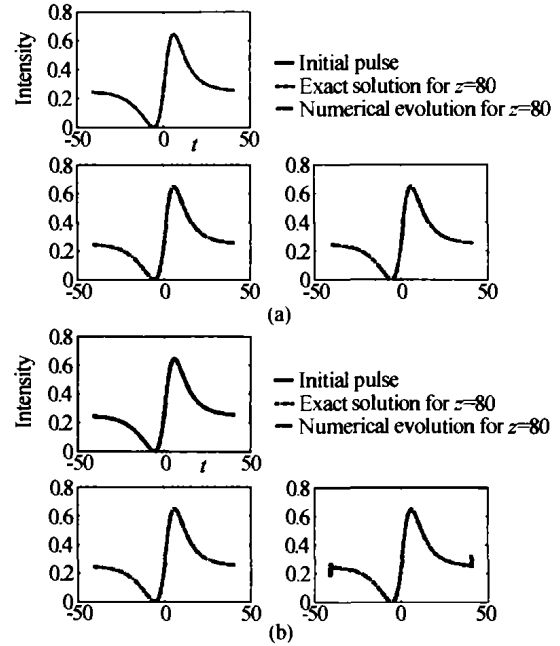 0.8
0.6
0.4
0.2
0
-50 0 50
Intensity
t
Initial pulse
Exact solution for z=80
Numerical evolution for z=80
0.8 0.8
0.6 0.6
0.4 0.4
0.2 0.2
0 0
-50 0 50 -50 0 50
(a)
0.8
0.6
0.4
0.2
0
-50 0 50
Intensity
t
Initial pulse
Exact solution for z=80
Numerical evolution for z=80
0.8 0.8
0.6 0.6
0.4 0.4
0.2 0.2
0 0
-50 0 50 -50 0 50
(b)